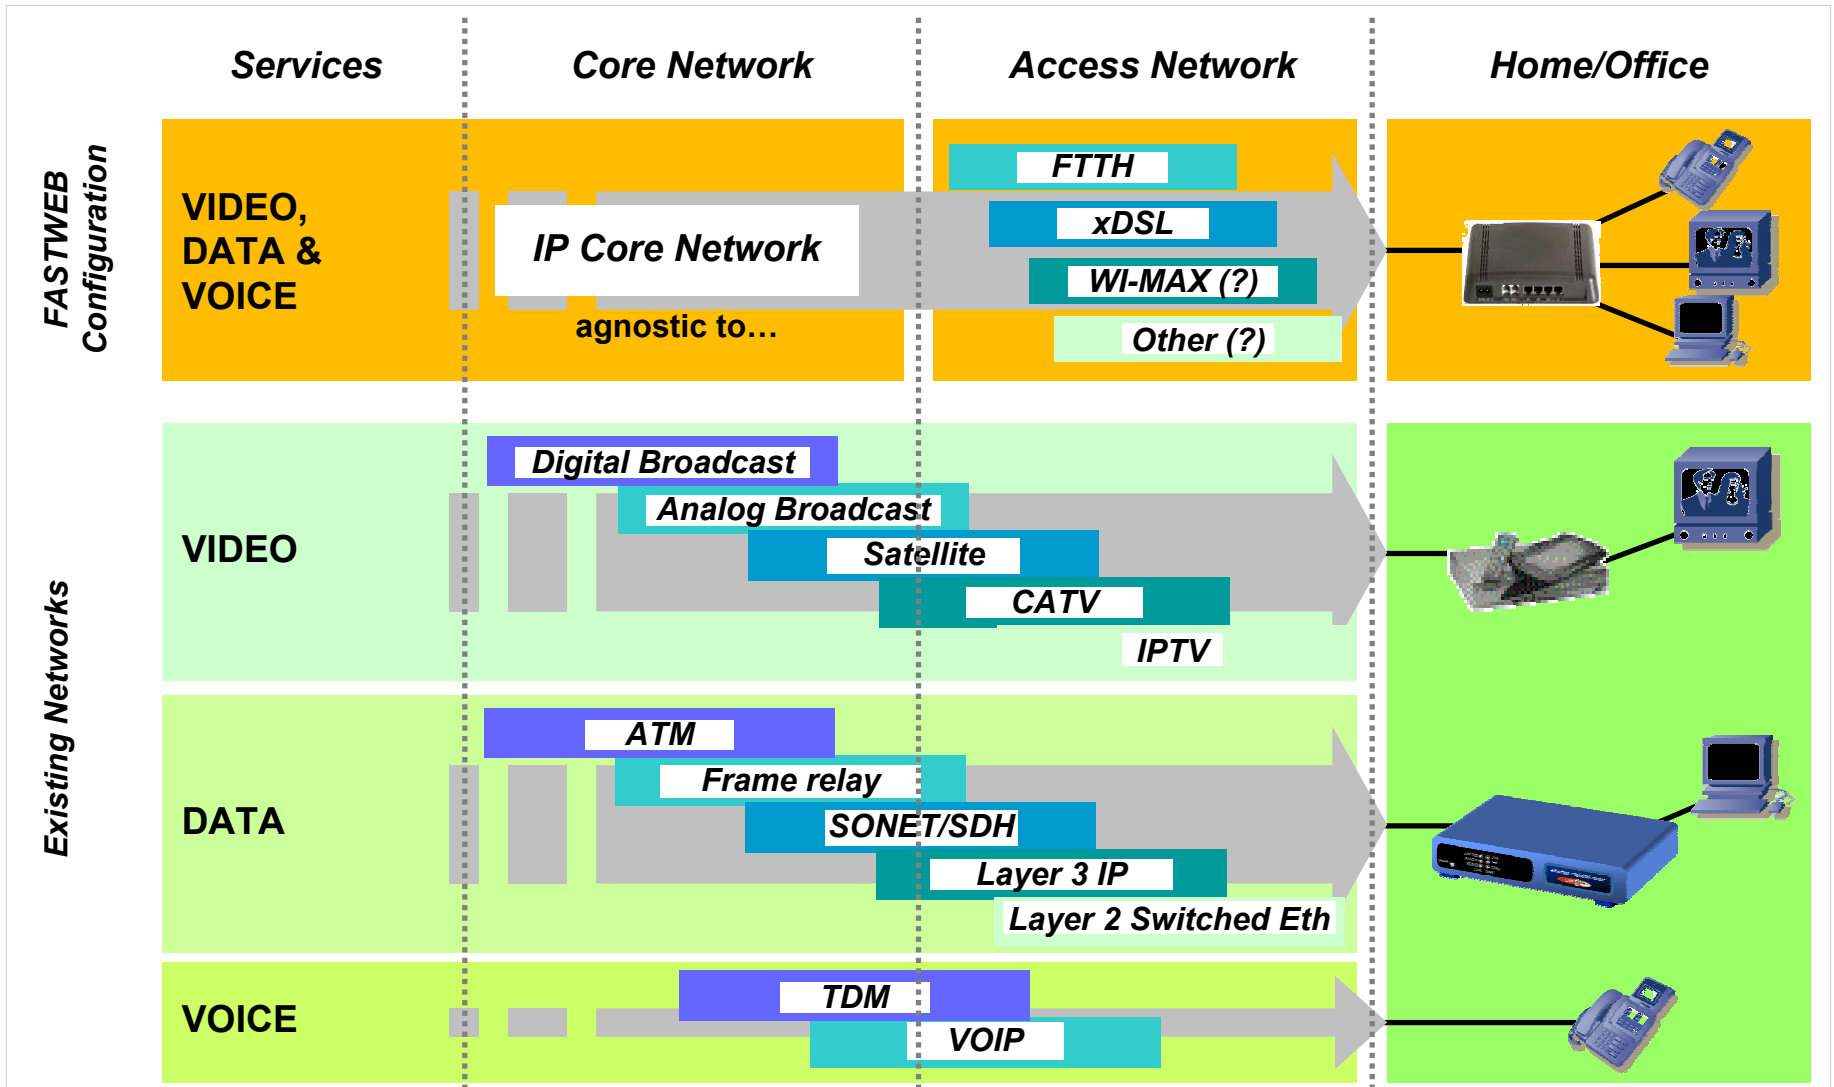 Services
Core Network
Access Network
Home/Office
FASTWEB
Configuration
VIDEO,
DATA &
VOICE
IP Core Network
agnostic to…
FTTH
xDSL
WI-MAX (?)
Other (?)
Existing Networks
VIDEO
Digital Broadcast
Analog Broadcast
Satellite
CATV
IPTV
DATA
ATM
Frame relay
SONET/SDH
Layer 3 IP
Layer 2 Switched Eth
VOICE
TDM
VOIP